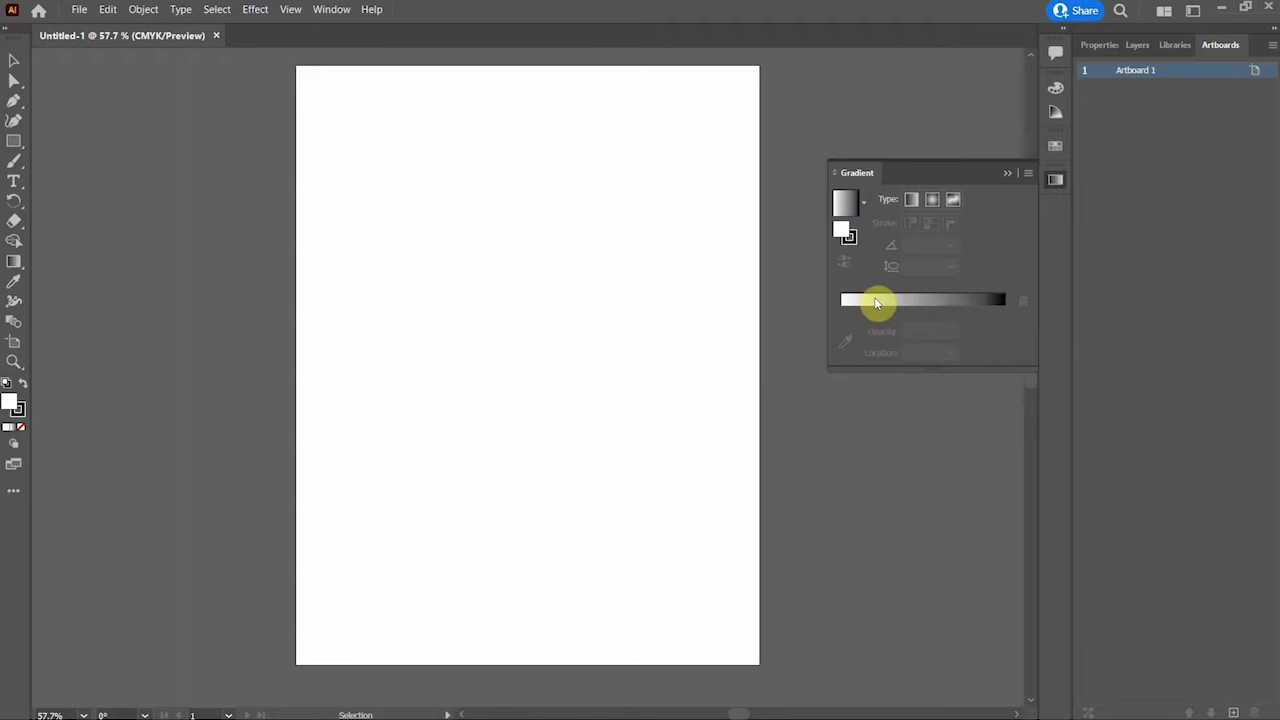 Ai File Edit Object Type Select Effect View Window Help Share
Untitled-1 @ 57.7 % (CMYK/Preview) ×
Properties Layers Libraries Artboards
1 Artboard 1
Gradient
Type:
Stroke:
Opacity
Location:
57.7% 0° 1 Selection